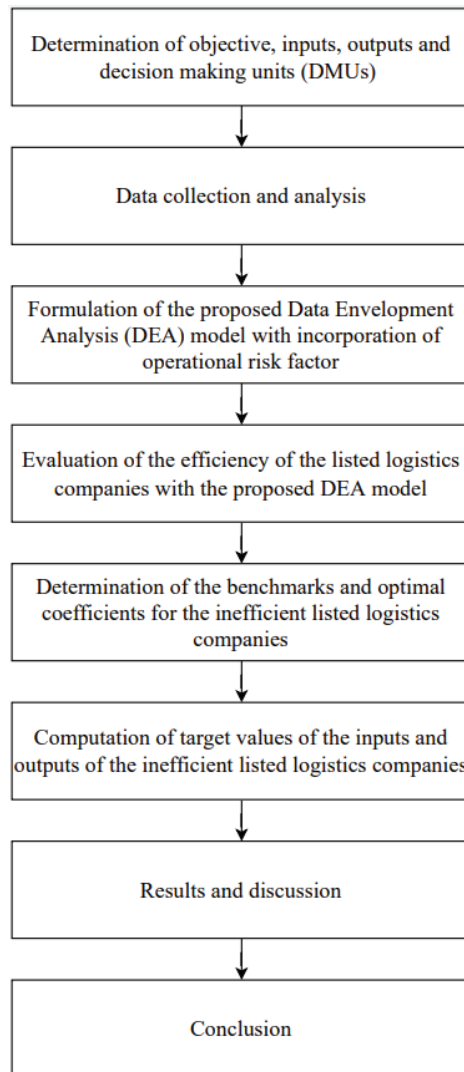 Determination of objective, inputs, outputs and
decision making units (DMUs)
Data collection and analysis
Formulation of the proposed Data Envelopment
Analysis (DEA) model with incorporation of
operational risk factor
Evaluation of the efficiency of the listed logistics
companies with the proposed DEA model
Determination of the benchmarks and optimal
coefficients for the inefficient listed logistics
companies
Computation of target values of the inputs and
outputs of the inefficient listed logistics companies
Results and discussion
Conclusion